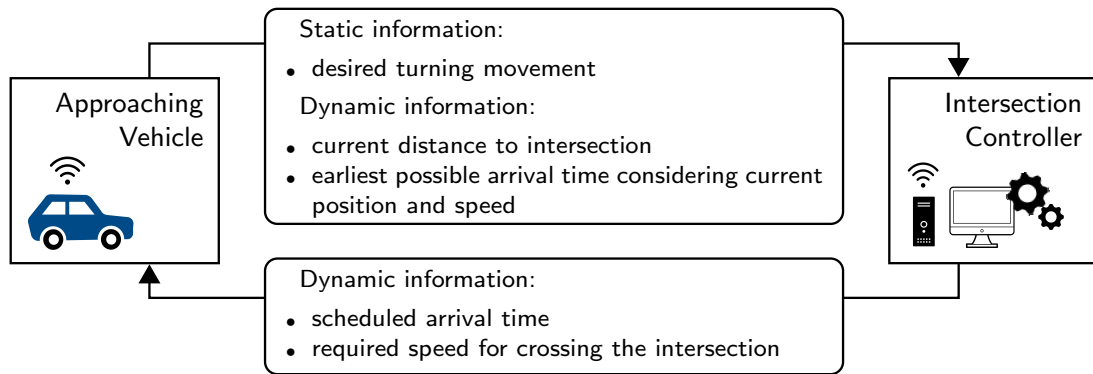 Approaching
Vehicle
Static information:
• desired turning movement
Dynamic information:
• current distance to intersection
• earliest possible arrival time considering current
position and speed
Intersection
Controller
Dynamic information:
• scheduled arrival time
• required speed for crossing the intersection